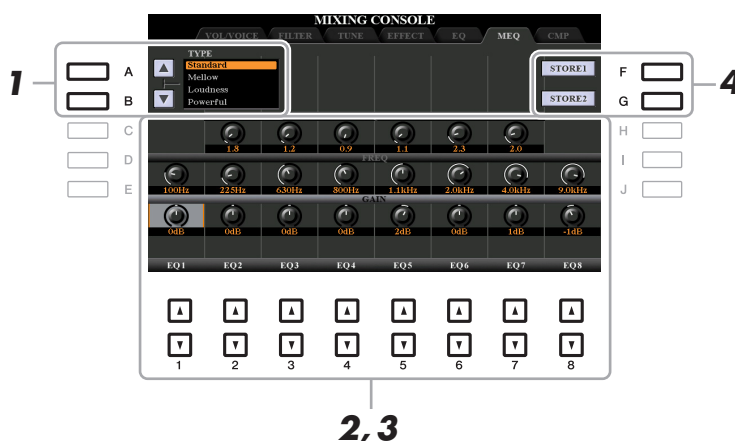 MIXING CONSOLE
VOL/VOICE FILTER TUNE EFFECT EQ MEQ CMP
TYPE
Standard
Mellow
Loudness
Powerful
STORE1
STORE2
1
A
B
C
D
E
F
G
H
I
J
4
1.8 1.2 0.9 1.1 2.3 2.0
FREQ
100Hz 225Hz 630Hz 800Hz 1.1kHz 2.0kHz 4.0kHz 9.0kHz
GAIN
0dB 0dB 0dB 0dB 2dB 0dB 1dB -1dB
EQ1 EQ2 EQ3 EQ4 EQ5 EQ6 EQ7 EQ8
1 2 3 4 5 6 7 8
2, 3